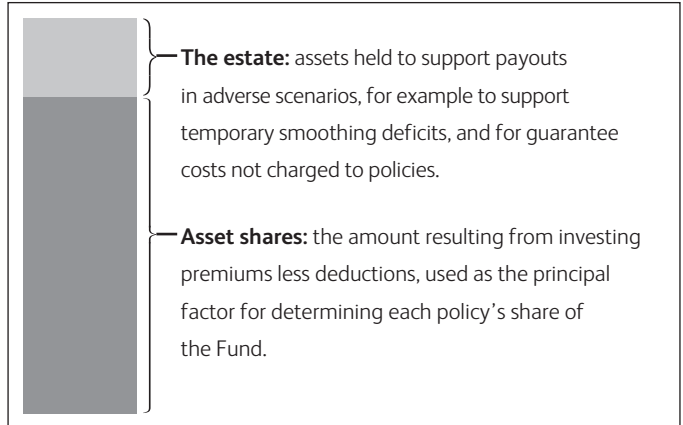 The estate: assets held to support payouts
in adverse scenarios, for example to support
temporary smoothing deficits, and for guarantee
costs not charged to policies.
Asset shares: the amount resulting from investing
premiums less deductions, used as the principal
factor for determining each policy’s share of
the Fund.